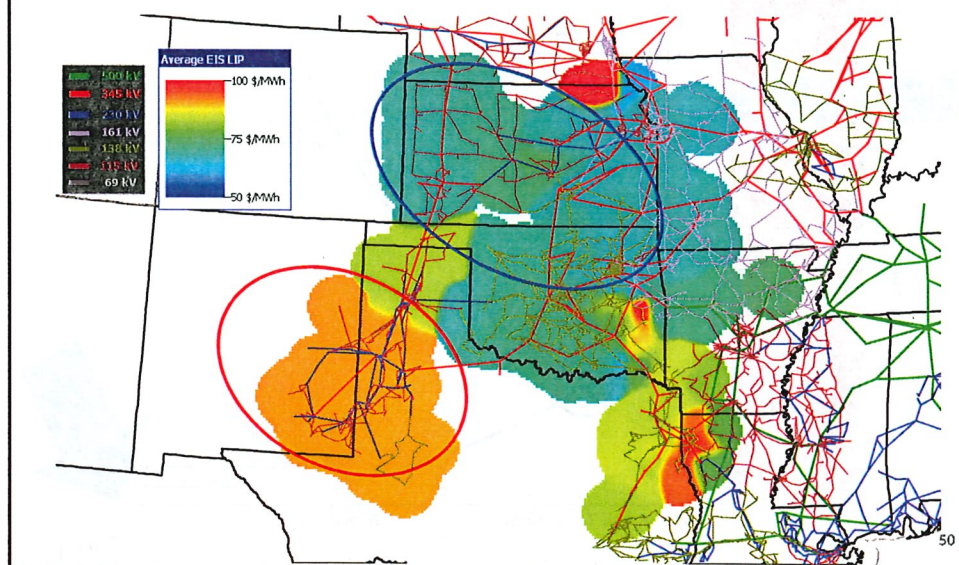 500 kV
345 kV
230 kV
161 kV
138 kV
115 kV
69 kV
Average EIS LIP
100 $/MWh
75 $/MWh
50 $/MWh
50